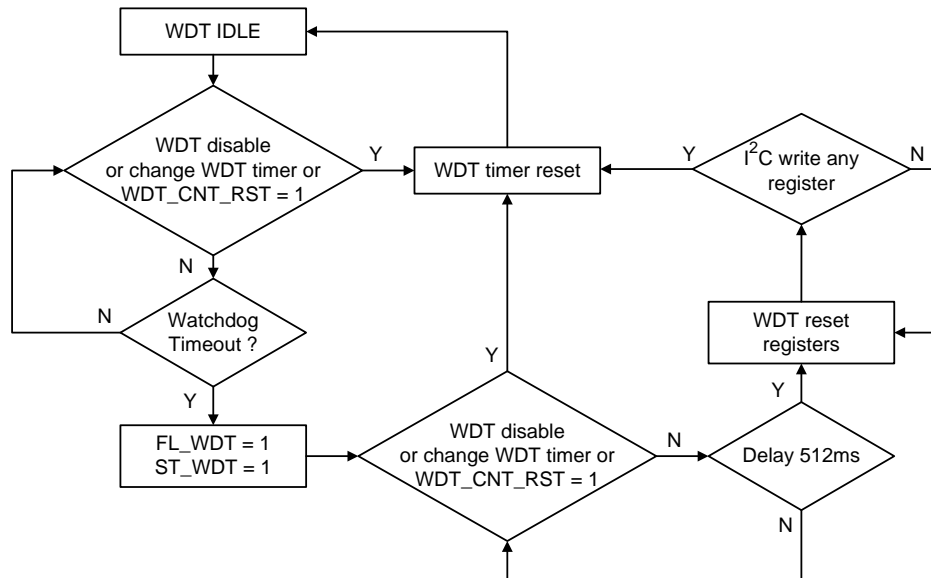 WDT IDLE
WDT disable
or change WDT timer or
WDT_CNT_RST = 1
Y
WDT timer reset
Y
I²C write any
register
N
N
Watchdog
Timeout ?
N
Y
FL_WDT = 1
ST_WDT = 1
Y
WDT disable
or change WDT timer or
WDT_CNT_RST = 1
N
WDT reset
registers
Y
Delay 512ms
N